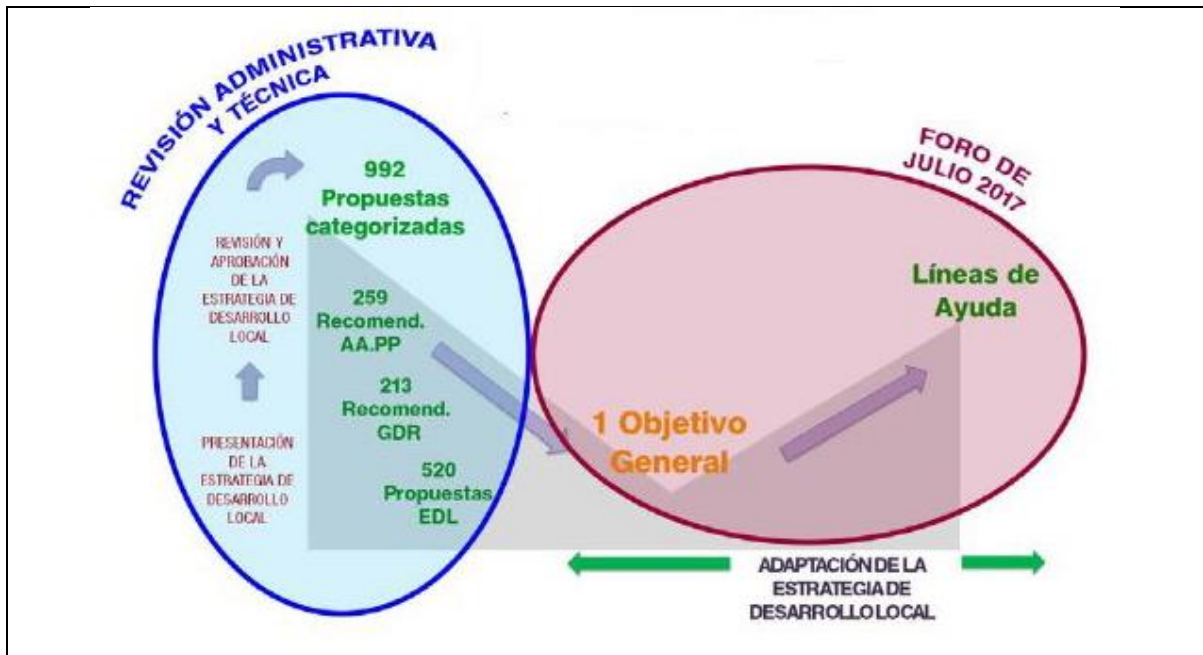 REVISIÓN ADMINISTRATIVA
Y TÉCNICA
992
Propuestas
categorizadas
REVISIÓN Y
APROBACIÓN
DE LA
ESTRATEGIA DE
DESARROLLO
LOCAL
259
Recomend.
AA.PP
213
Recomend.
GDR
PRESENTACIÓN
DE LA
ESTRATEGIA DE
DESARROLLO
LOCAL
520
Propuestas
EDL
FORO DE
JULIO 2017
Líneas de
Ayuda
1 Objetivo
General
ADAPTACIÓN DE LA
ESTRATEGIA DE
DESARROLLO LOCAL